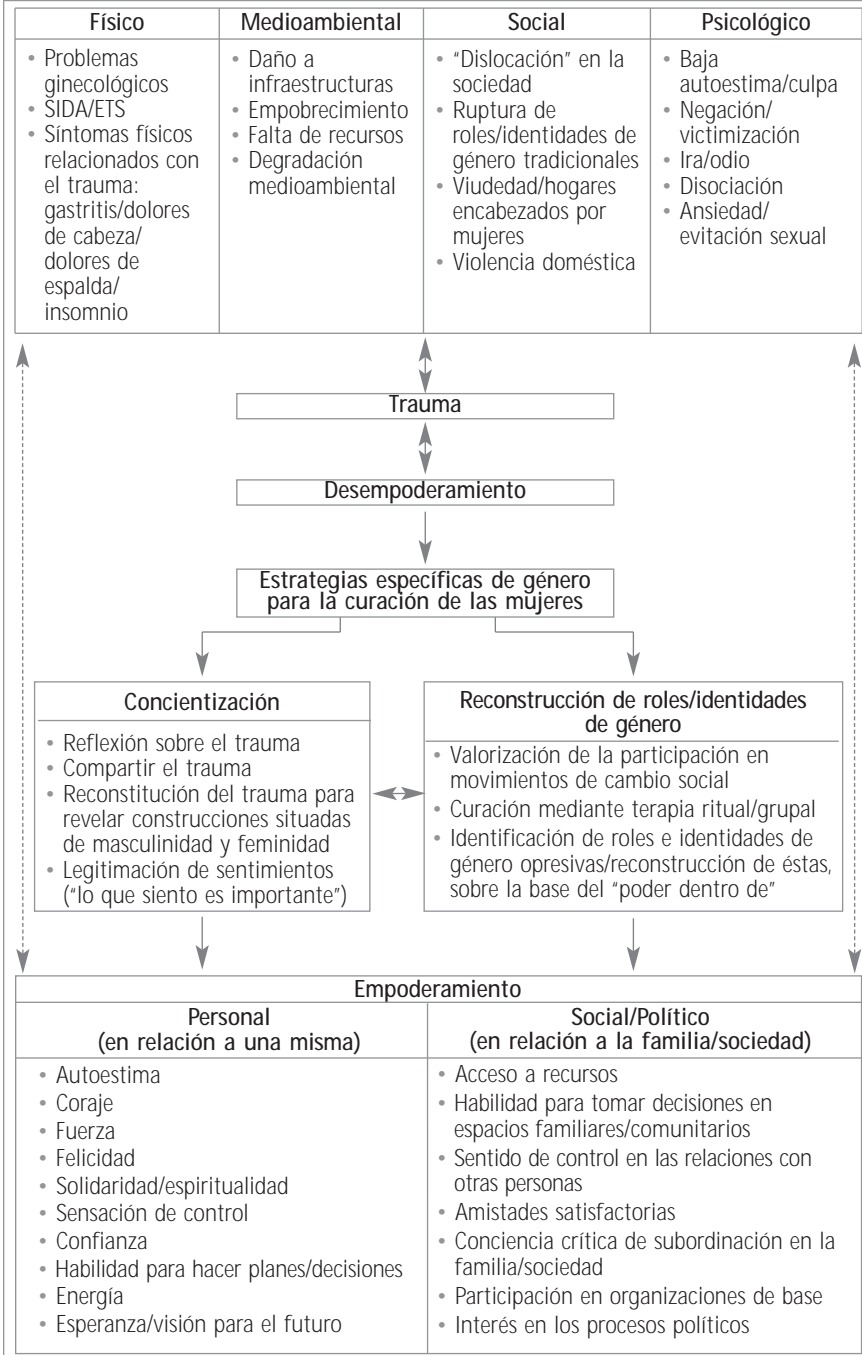 Físico
• Problemas
ginecológicos
• SIDA/ETS
• Síntomas físicos
relacionados con
el trauma:
gastritis/dolores
de cabeza/
dolores de
espalda/
insomnio
Medioambiental
• Daño a
infraestructuras
• Empobrecimiento
• Falta de recursos
• Degradación
medioambiental
Social
• “Dislocación” en la
sociedad
• Ruptura de
roles/identidades de
género tradicionales
• Viudedad/hogares
encabezados por
mujeres
• Violencia doméstica
Psicológico
• Baja
autoestima/culpa
• Negación/
victimización
• Ira/odio
• Disociación
• Ansiedad/
evitación sexual
Trauma
Desempoderamiento
Estrategias específicas de género
para la curación de las mujeres
Concientización
• Reflexión sobre el trauma
• Compartir el trauma
• Reconstitución del trauma para
revelar construcciones situadas
de masculinidad y feminidad
• Legitimación de sentimientos
(“lo que siento es importante”)
Reconstrucción de roles/identidades
de género
• Valorización de la participación en
movimientos de cambio social
• Curación mediante terapia ritual/grupal
• Identificación de roles e identidades de
género opresivas/reconstrucción de éstas,
sobre la base del “poder dentro de”
Empoderamiento
Personal
(en relación a una misma)
• Autoestima
• Coraje
• Fuerza
• Felicidad
• Solidaridad/espiritualidad
• Sensación de control
• Confianza
• Habilidad para hacer planes/decisiones
• Energía
• Esperanza/visión para el futuro
Social/Político
(en relación a la familia/sociedad)
• Acceso a recursos
• Habilidad para tomar decisiones en
espacios familiares/comunitarios
• Sentido de control en las relaciones con
otras personas
• Amistades satisfactorias
• Conciencia crítica de subordinación en la
familia/sociedad
• Participación en organizaciones de base
• Interés en los procesos políticos